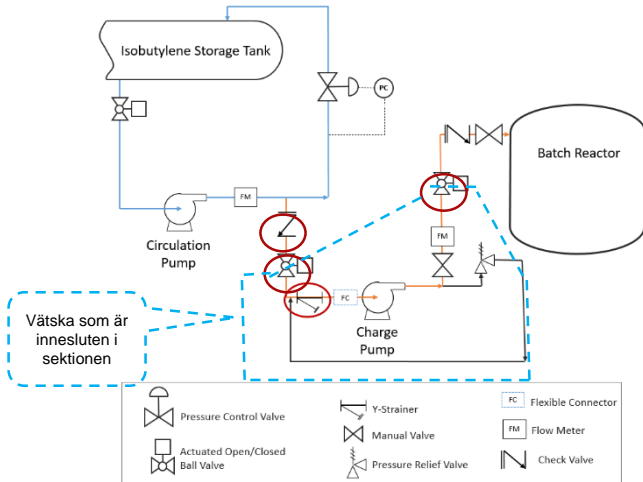 Isobutylene Storage Tank
PC
Batch Reactor
FM
Circulation
Pump
FM
FC
Charge
Pump
Vätska som är
innesluten i
sektionen
Pressure Control Valve
Actuated Open/Closed
Ball Valve
Y-Strainer
Manual Valve
Pressure Relief Valve
FC
Flexible Connector
FM
Flow Meter
Check Valve